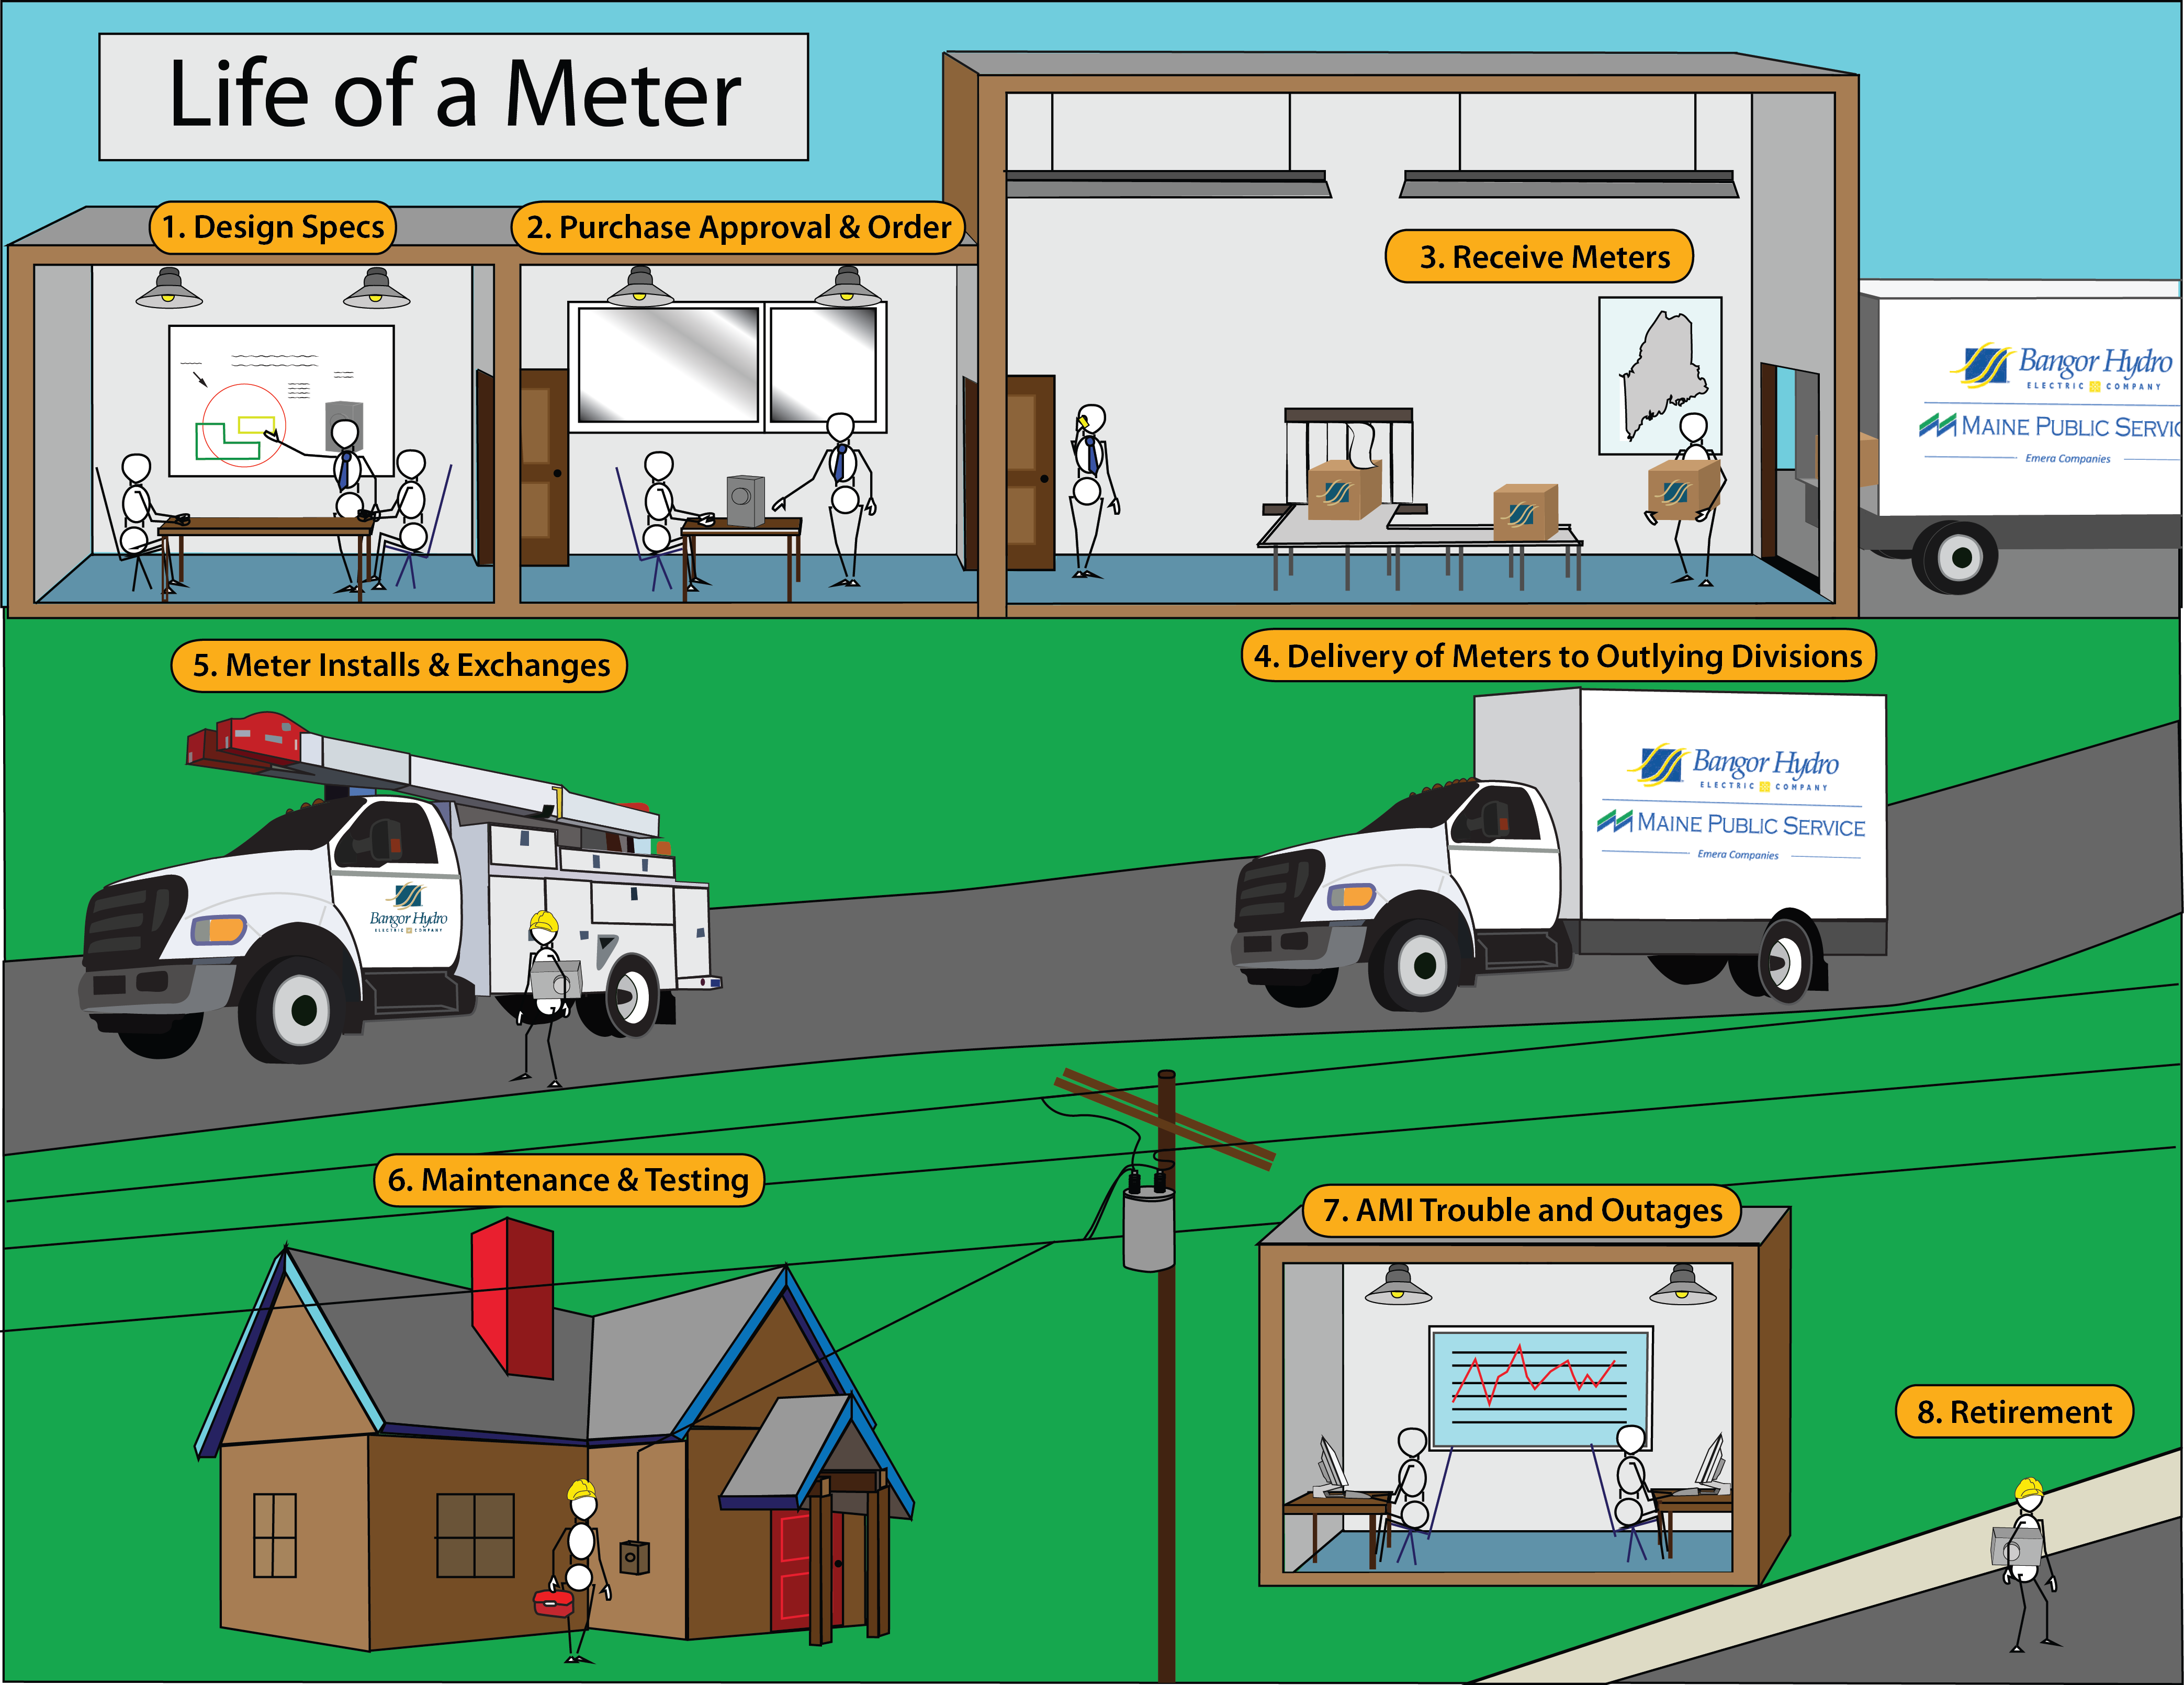 Life of a Meter
1. Design Specs
2. Purchase Approval & Order
3. Receive Meters
Bangor Hydro
ELECTRIC COMPANY
MAINE PUBLIC SERVIC
Emera Companies
5. Meter Installs & Exchanges
4. Delivery of Meters to Outlying Divisions
Bangor Hydro
ELECTRIC COMPANY
MAINE PUBLIC SERVICE
Emera Companies
Bangor Hydro
ELECTRIC COMPANY
6. Maintenance & Testing
7. AMI Trouble and Outages
8. Retirement